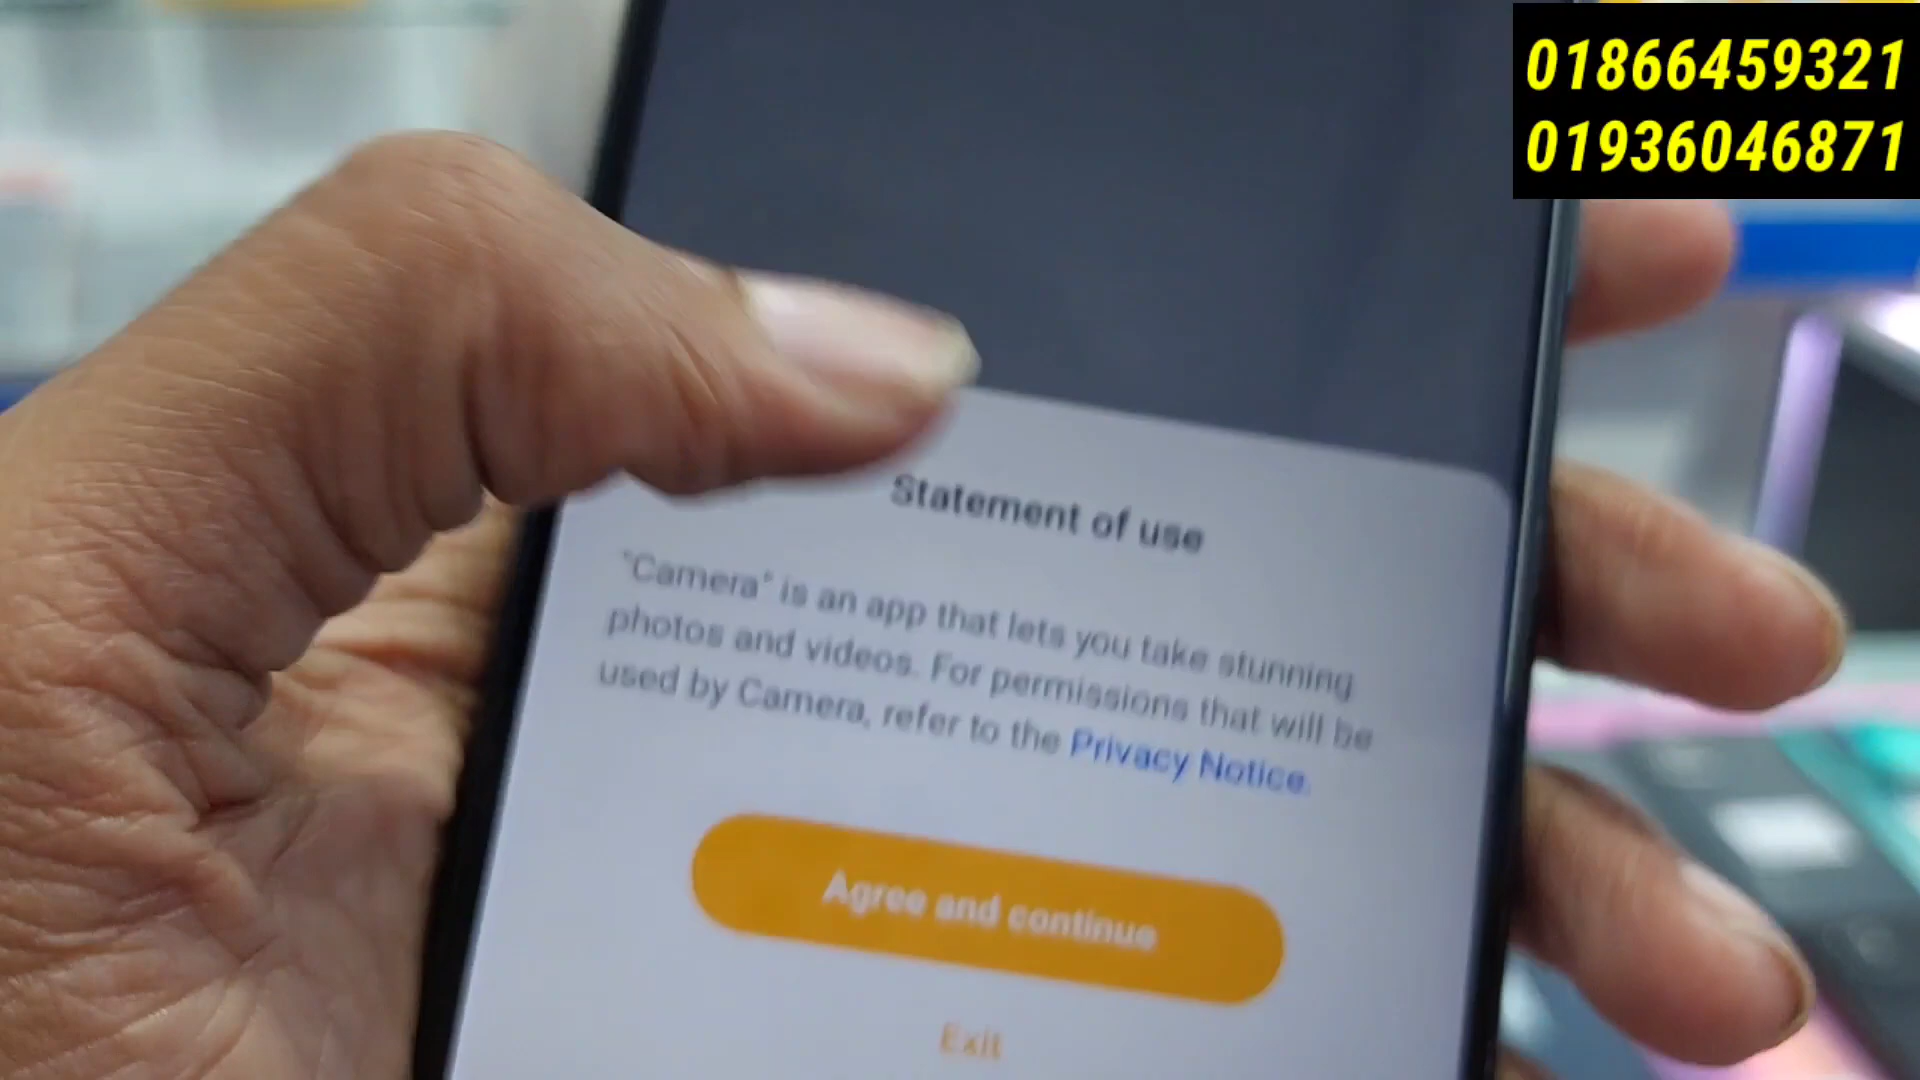 01866459321
01936046871
Statement of use
"Camera" is an app that lets you take stunning
photos and videos. For permissions that will be
used by Camera, refer to the Privacy Notice.
Agree and continue
Exit